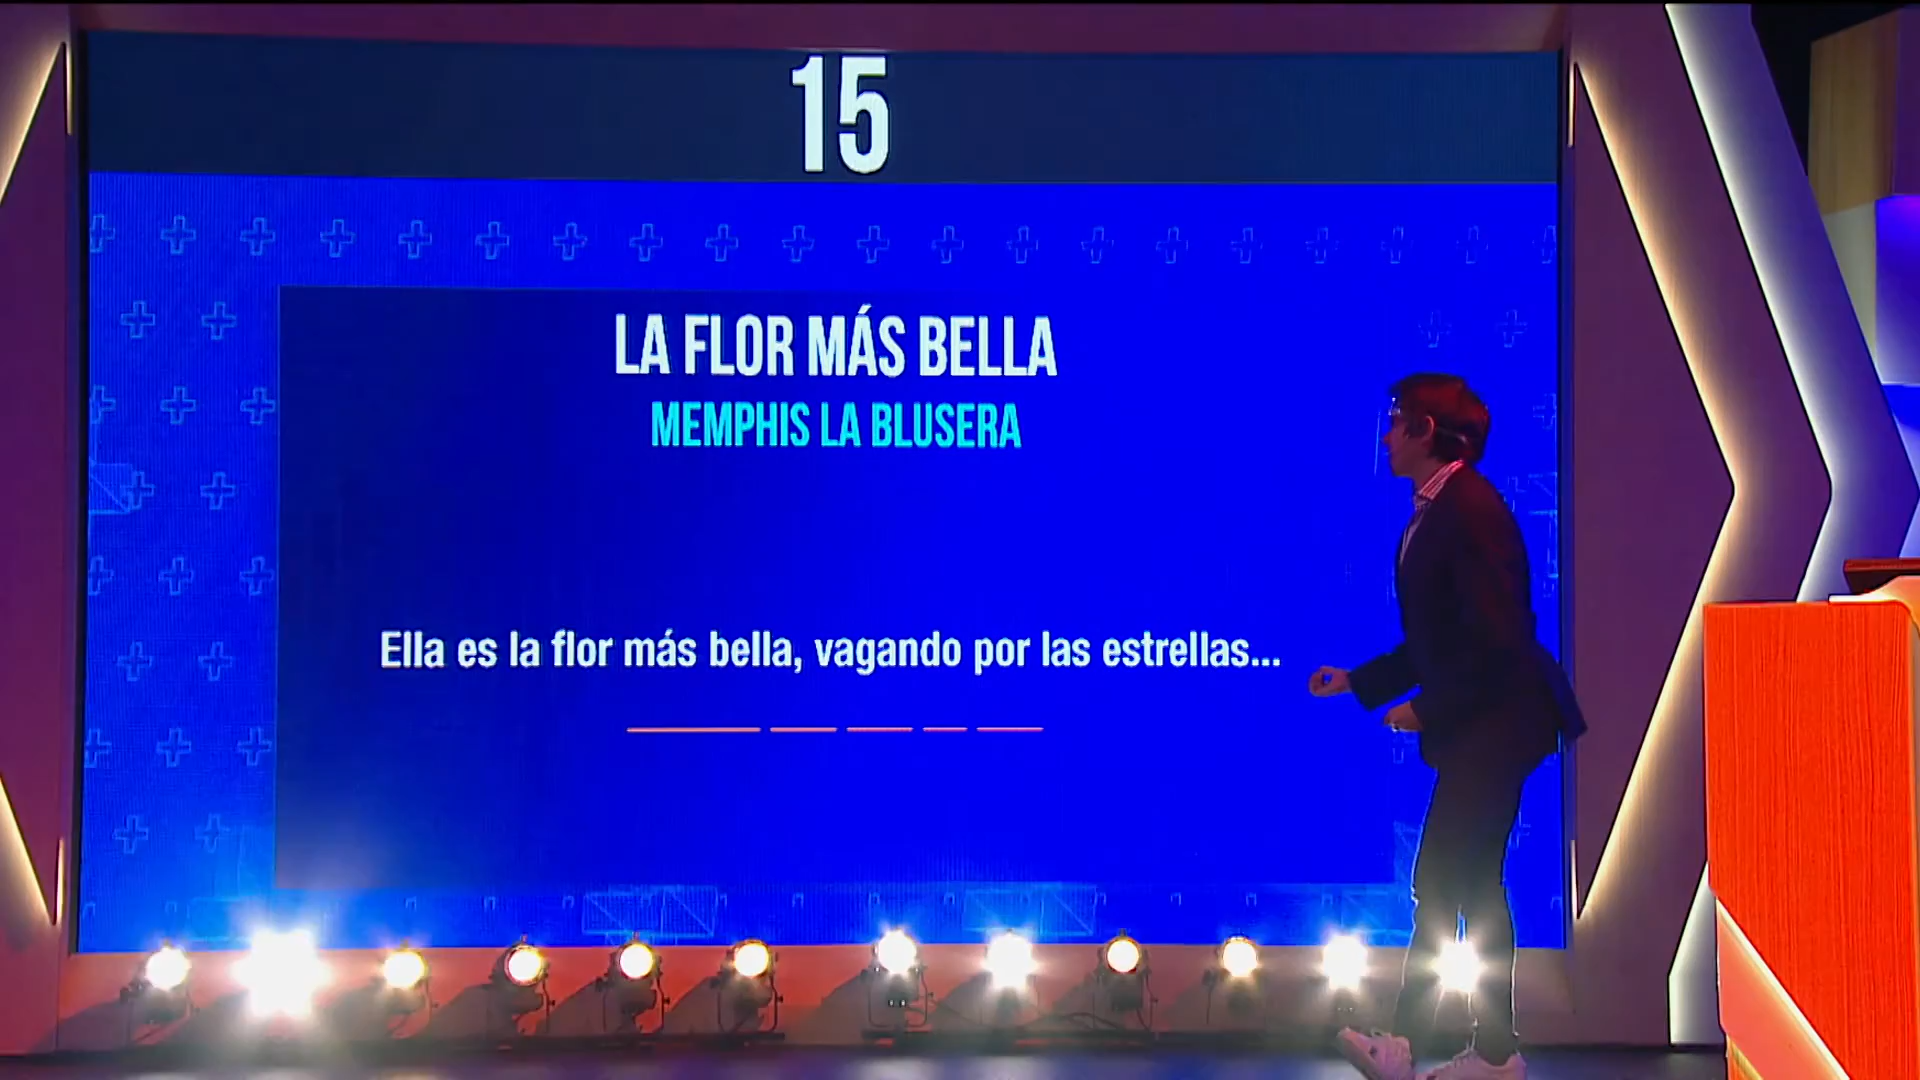 15
LA FLOR MÁS BELLA
MEMPHIS LA BLUSERA
Ella es la flor más bella, vagando por las estrellas...